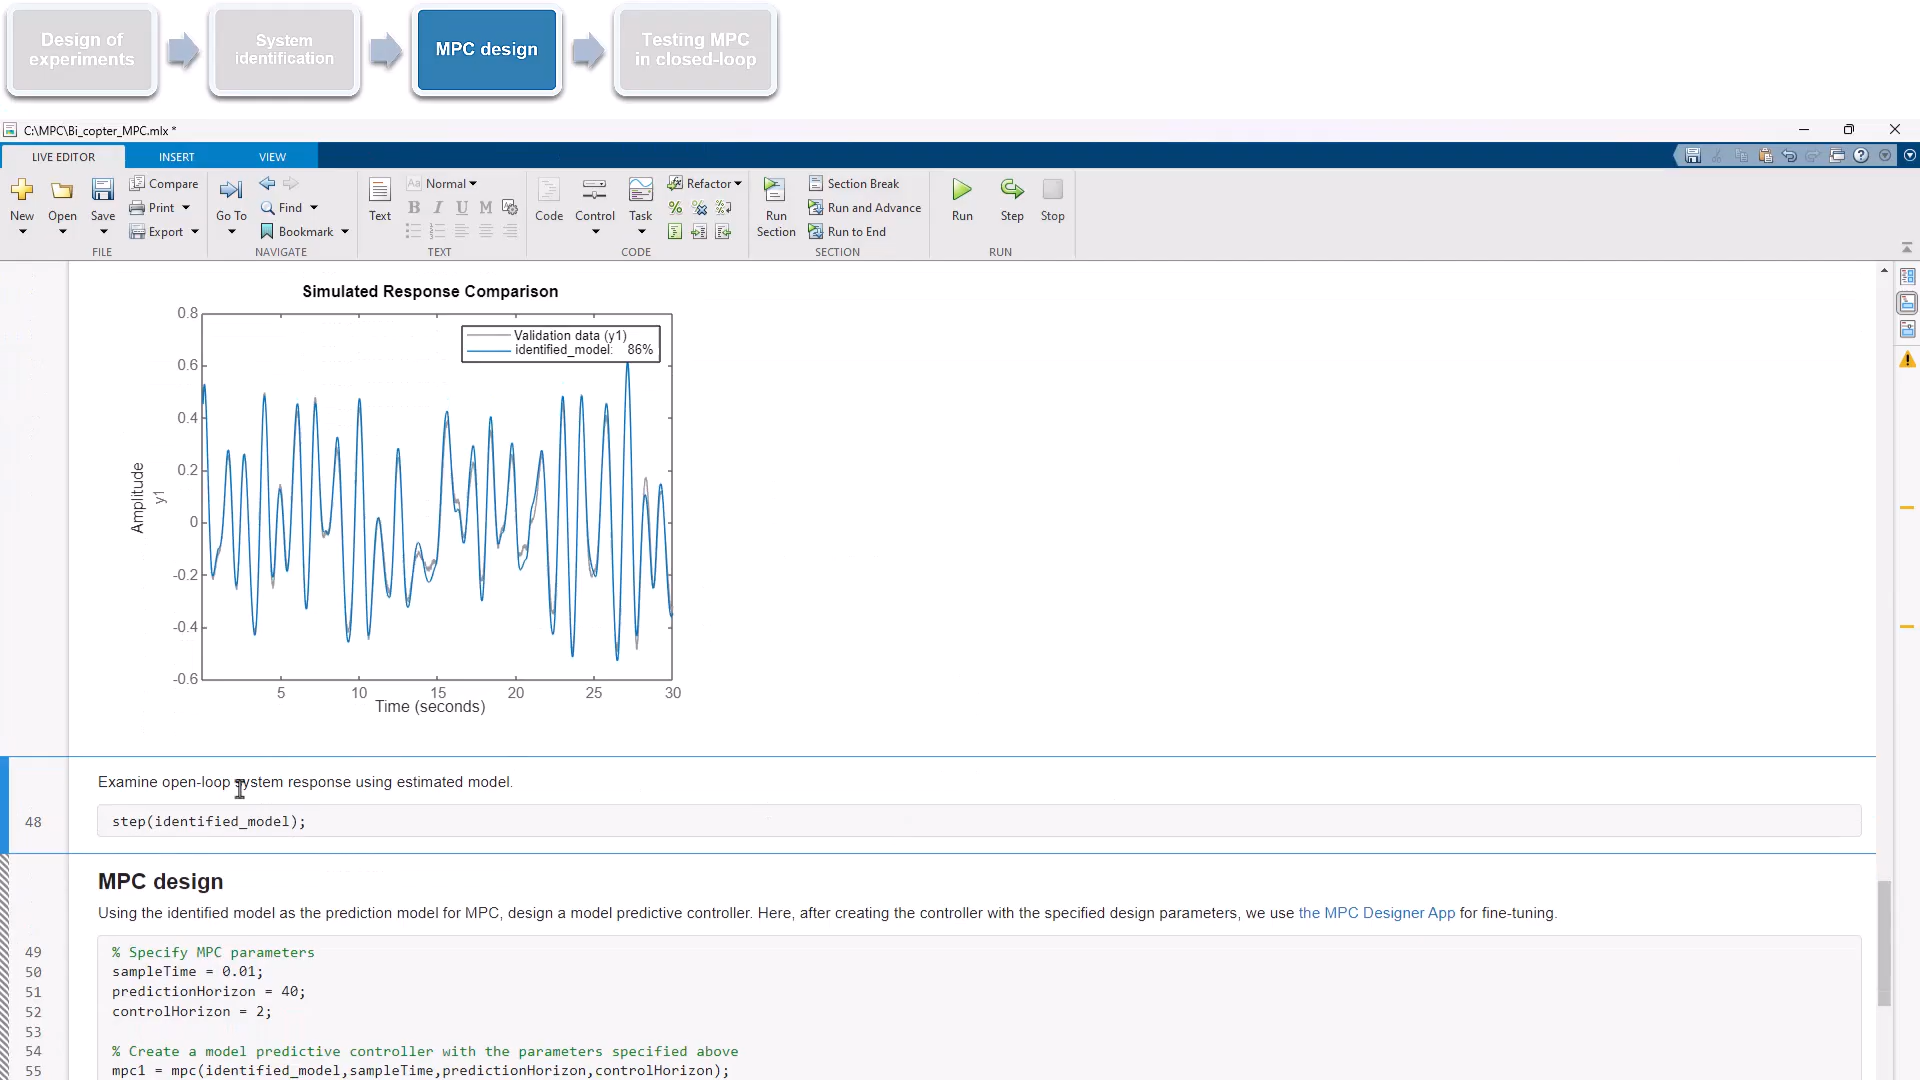 Design of
experiments
System
identification
MPC design
Testing MPC
in closed-loop
C:\MPC\Bi_copter_MPC.mlx *
LIVE EDITOR
INSERT
VIEW
New
Open
Save
Compare
Print
Export
FILE
Go To
Find
Bookmark
NAVIGATE
Text
Aa Normal
B I U M
TEXT
Code
Control
Task
Refactor
CODE
Run
Section
Section Break
Run and Advance
Run to End
SECTION
Run
Step
Stop
RUN
Simulated Response Comparison
Validation data (y1)
identified_model: 86%
0.8
0.6
0.4
0.2
0
-0.2
-0.4
-0.6
Amplitude
y1
5 10 15 20 25 30
Time (seconds)
Examine open-loop system response using estimated model.
48 step(identified_model);
MPC design
Using the identified model as the prediction model for MPC, design a model predictive controller. Here, after creating the controller with the specified design parameters, we use the MPC Designer App for fine-tuning.
49 % Specify MPC parameters
50 sampleTime = 0.01;
51 predictionHorizon = 40;
52 controlHorizon = 2;
53
54 % Create a model predictive controller with the parameters specified above
55 mpc1 = mpc(identified_model,sampleTime,predictionHorizon,controlHorizon);